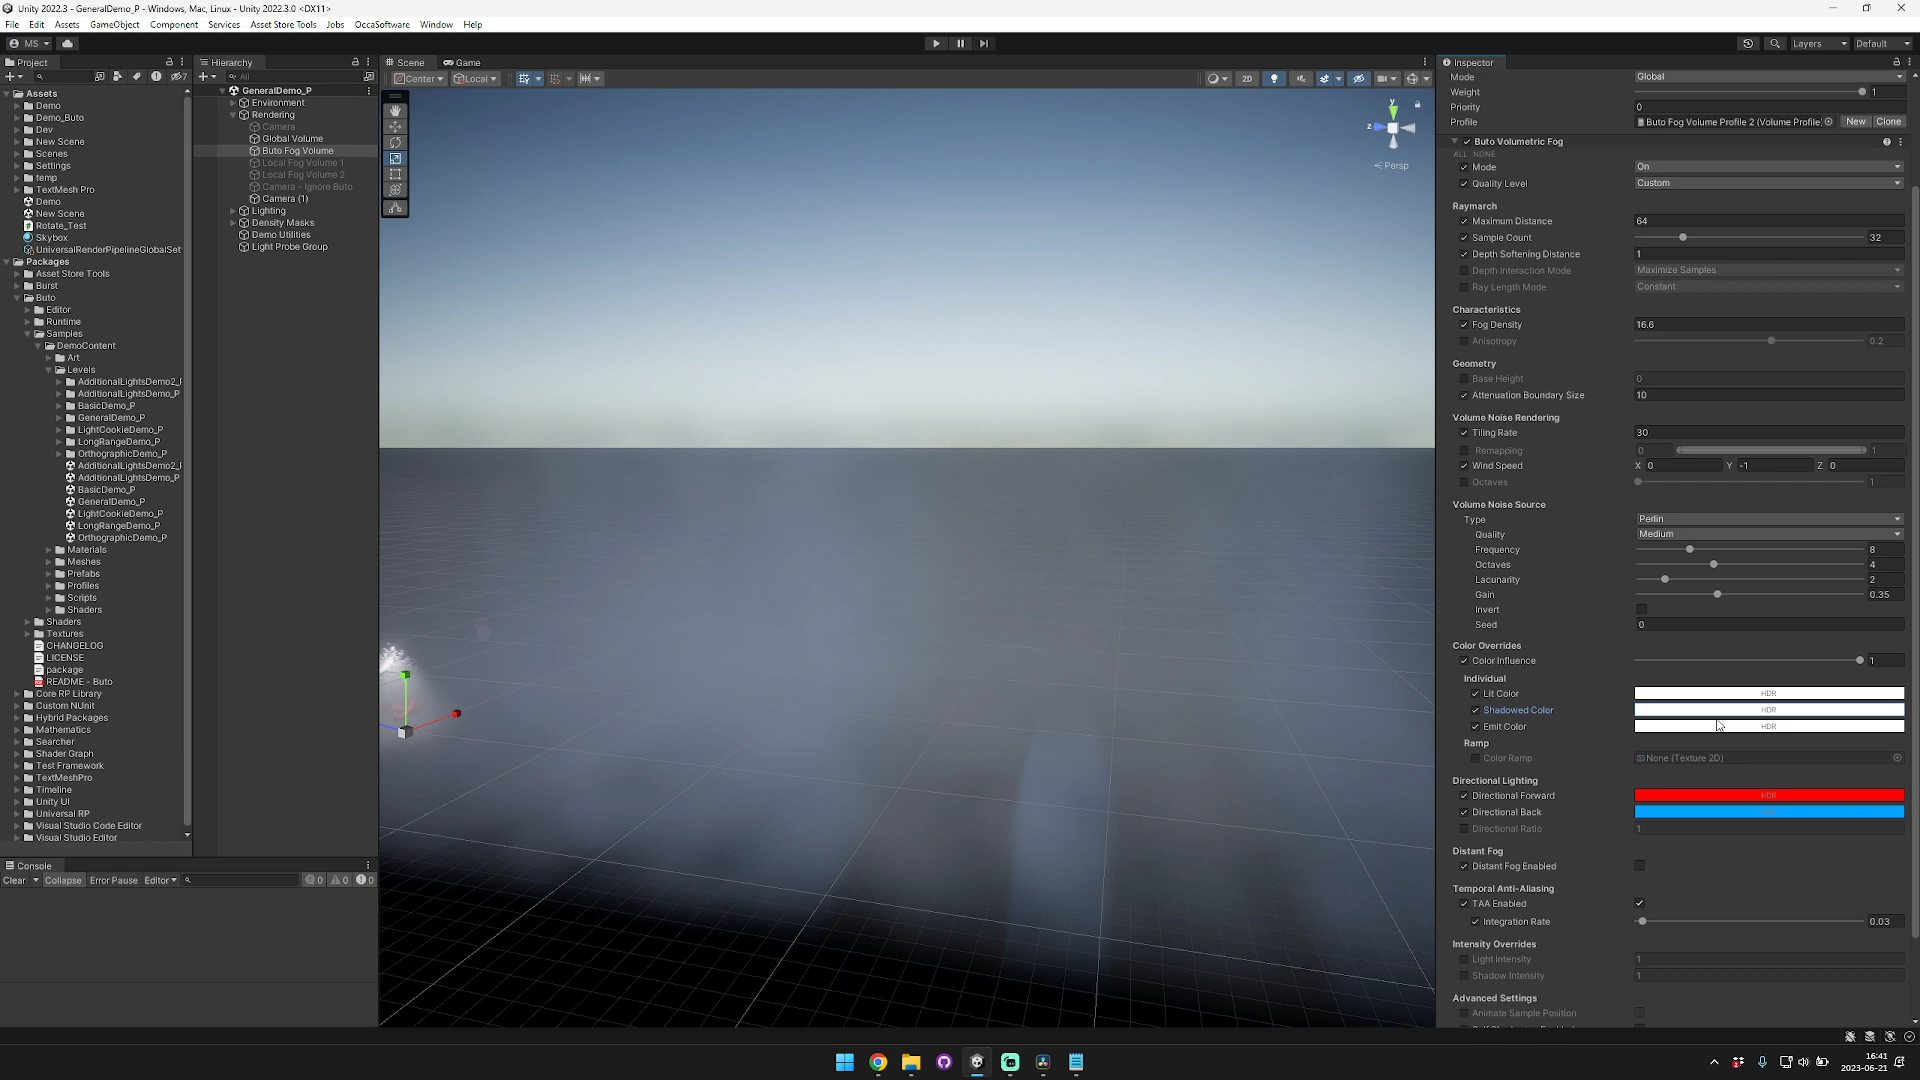 Unity 2022.3 - GeneralDemo_P - Windows, Mac, Linux - Unity 2022.3.0 <DX11>
File Edit Assets GameObject Component Services Asset Store Tools Jobs OccaSoftware Window Help
MS
Layers
Default
Project
Assets
Demo
Demo_Buto
Dev
New Scene
Scenes
Settings
temp
TextMesh Pro
Demo
New Scene
Rotate_Test
Skybox
UniversalRenderPipelineGlobalSet
Packages
Asset Store Tools
Burst
Buto
Editor
Runtime
Samples
DemoContent
Art
Levels
AdditionalLightsDemo2_
AdditionalLightsDemo_P
BasicDemo_P
GeneralDemo_P
LightCookieDemo_P
LongRangeDemo_P
OrthographicDemo_P
AdditionalLightsDemo2_
AdditionalLightsDemo_P
BasicDemo_P
GeneralDemo_P
LightCookieDemo_P
LongRangeDemo_P
OrthographicDemo_P
Materials
Meshes
Prefabs
Profiles
Scripts
Shaders
Shaders
Textures
CHANGELOG
LICENSE
package
README - Buto
Core RP Library
Custom NUnit
Hybrid Packages
Mathematics
Searcher
Shader Graph
Test Framework
TextMeshPro
Timeline
Unity UI
Universal RP
Visual Studio Code Editor
Visual Studio Editor
Hierarchy
All
GeneralDemo_P
Environment
Rendering
Camera
Global Volume
Buto Fog Volume
Local Fog Volume 1
Local Fog Volume 2
Camera - Ignore Buto
Camera (1)
Lighting
Density Masks
Demo Utilities
Light Probe Group
Console
Clear Collapse Error Pause Editor 0 0 0
Scene Game
Center Local 2D
y
z
Persp
Inspector
Mode Global
Weight 1
Priority 0
Profile Buto Fog Volume Profile 2 (Volume Profile) New Clone
Buto Volumetric Fog
ALL NONE
Mode On
Quality Level Custom
Raymarch
Maximum Distance 64
Sample Count 32
Depth Softening Distance 1
Depth Interaction Mode Maximize Samples
Ray Length Mode Constant
Characteristics
Fog Density 16.6
Anisotropy 0.2
Geometry
Base Height 0
Attenuation Boundary Size 10
Volume Noise Rendering
Tiling Rate 30
Remapping 0 1
Wind Speed X 0 Y -1 Z 0
Octaves 1
Volume Noise Source
Type Perlin
Quality Medium
Frequency 8
Octaves 4
Lacunarity 2
Gain 0.35
Invert
Seed 0
Color Overrides
Color Influence 1
Individual
Lit Color HDR
Shadowed Color HDR
Emit Color HDR
Ramp
Color Ramp None (Texture 2D)
Directional Lighting
Directional Forward HDR
Directional Back
Directional Ratio 1
Distant Fog
Distant Fog Enabled
Temporal Anti-Aliasing
TAA Enabled
Integration Rate 0.03
Intensity Overrides
Light Intensity 1
Shadow Intensity 1
Advanced Settings
Animate Sample Position
16:41
2023-06-21